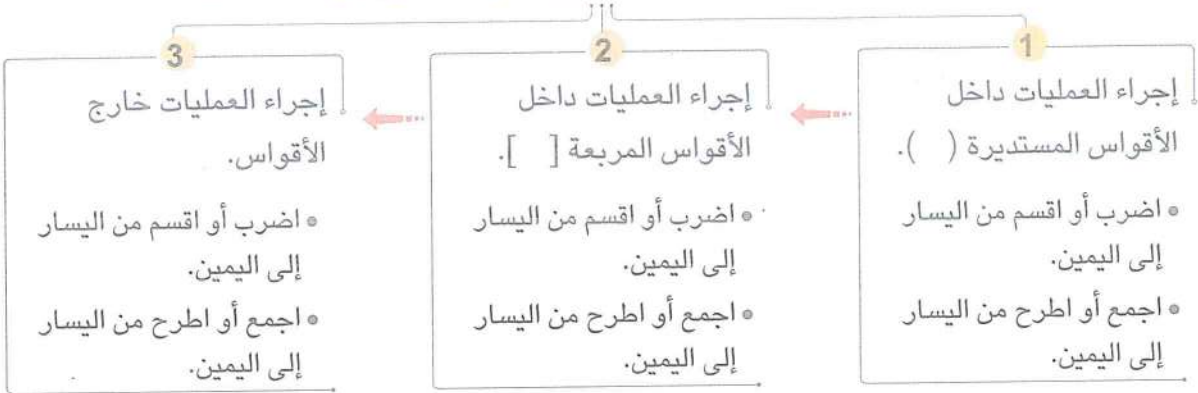 1
إجراء العمليات داخل
الأقواس المستديرة ( ).
• اضرب أو اقسم من اليسار
إلى اليمين.
• اجمع أو اطرح من اليسار
إلى اليمين.
2
إجراء العمليات داخل
الأقواس المربعة [ ].
• اضرب أو اقسم من اليسار
إلى اليمين.
• اجمع أو اطرح من اليسار
إلى اليمين.
3
إجراء العمليات خارج
الأقواس.
• اضرب أو اقسم من اليسار
إلى اليمين.
• اجمع أو اطرح من اليسار
إلى اليمين.